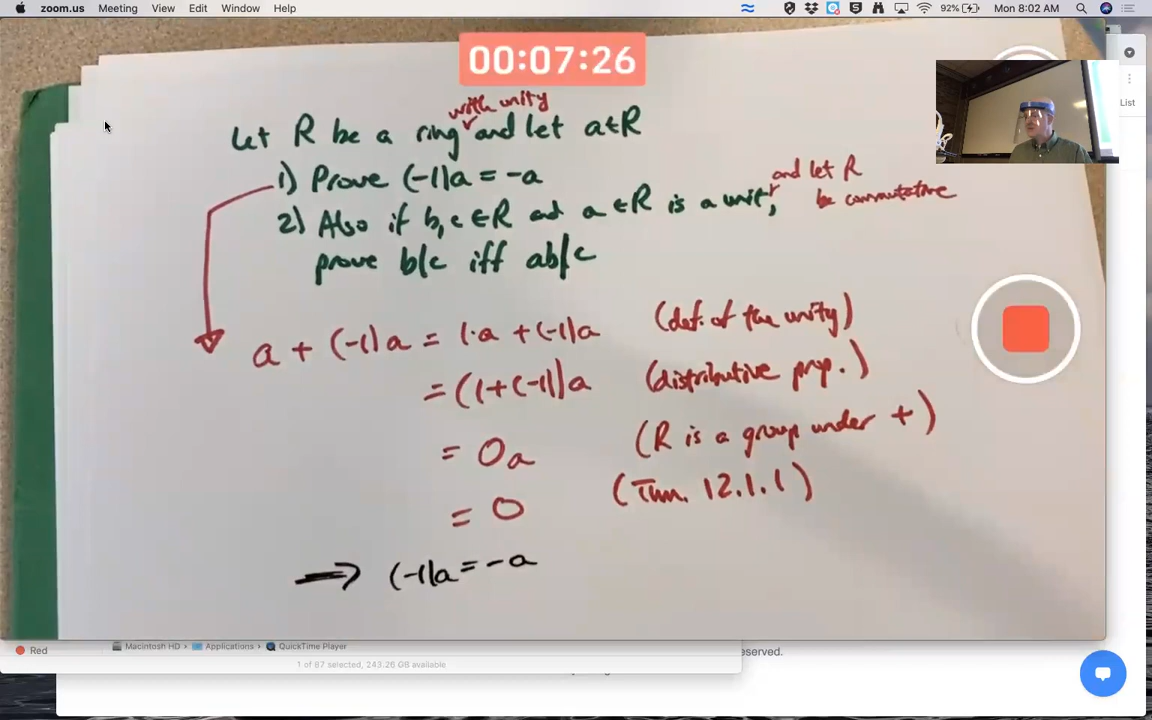 zoom.us Meeting View Edit Window Help 92% Mon 8:02 AM
00:07:26
List
with unity
Let R be a ring and let a∈R
1) Prove (-1)a = -a
and let R
be commutative
2) Also if b,c ∈ R and a ∈ R is a unit,
prove b|c iff ab|c
a + (-1)a = 1·a + (-1)a (def. of the unity)
= (1+(-1))a (distributive prop.)
= 0a (R is a group under +)
= 0 (Thm. 12.1.1)
⟹ (-1)a = -a
Red
Macintosh HD › Applications › QuickTime Player
1 of 87 selected, 243.26 GB available
served.